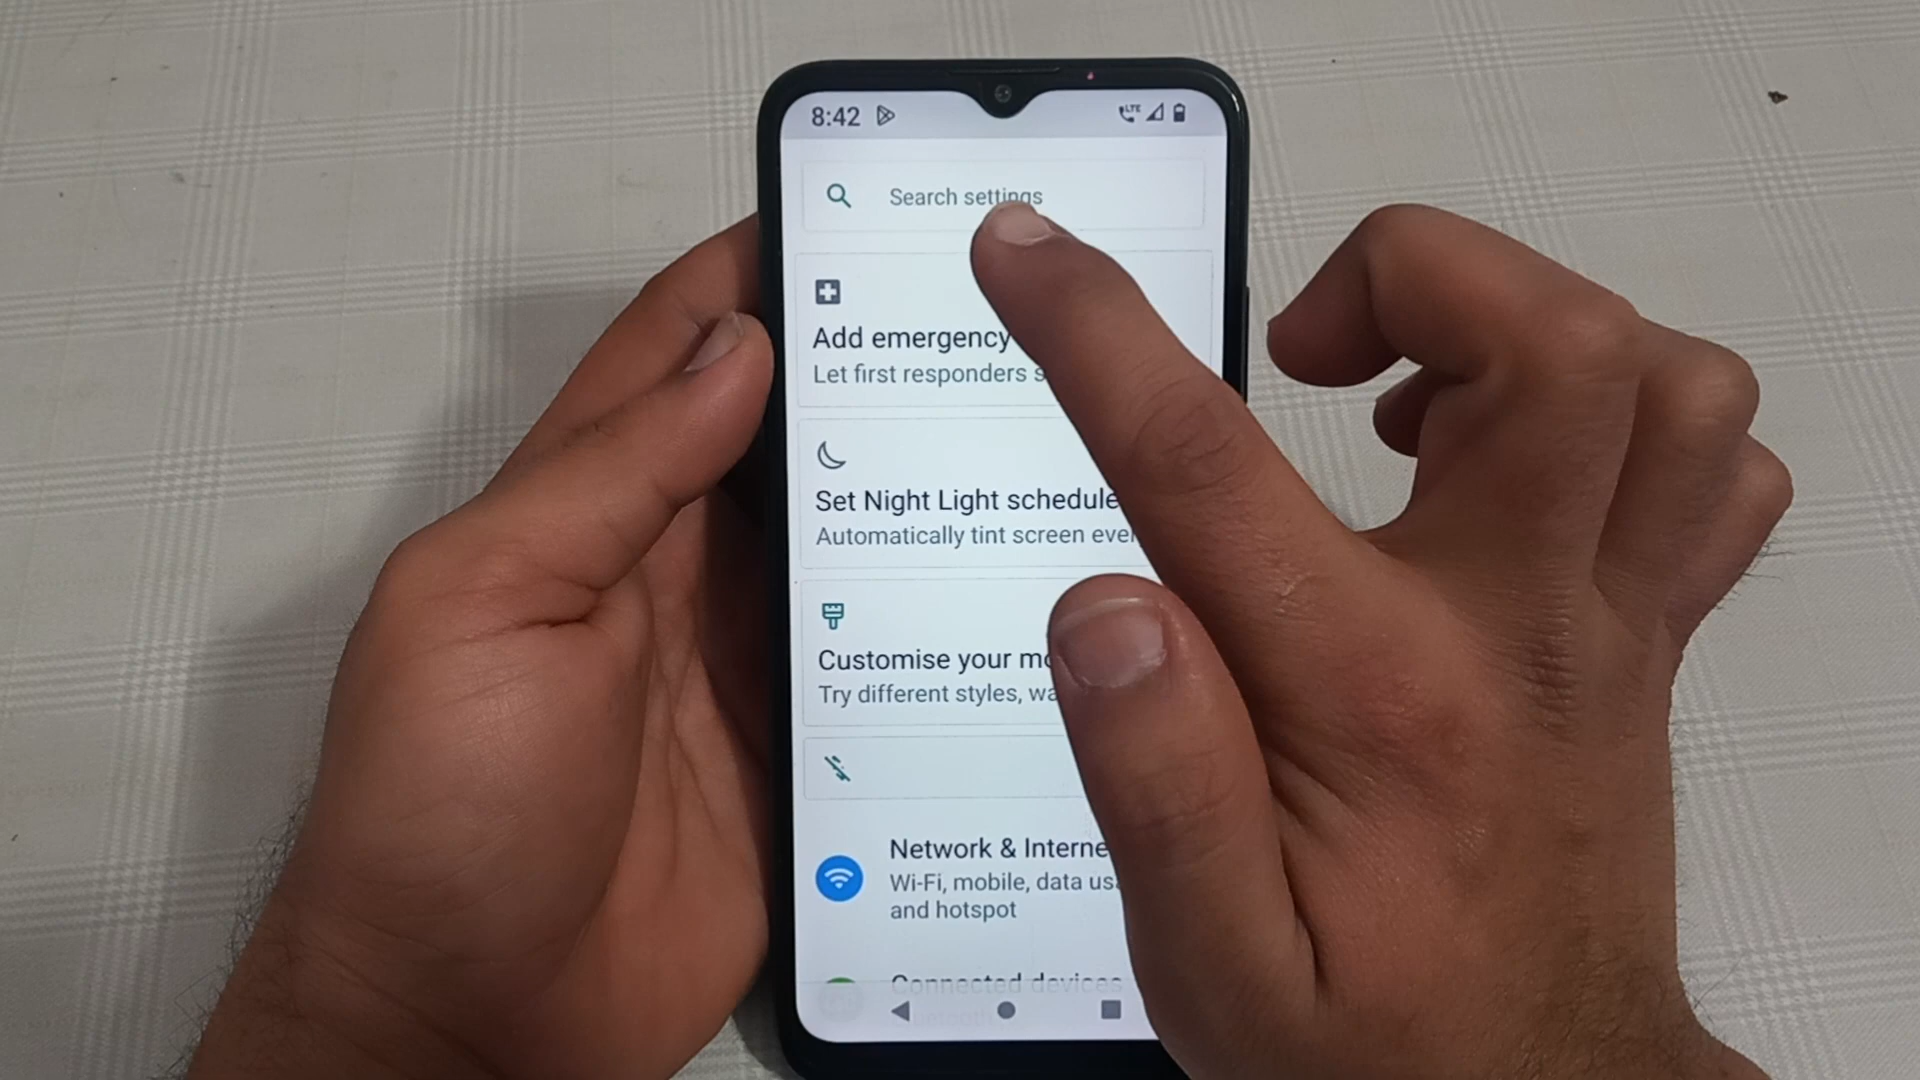 8:42
LTE
Search settings
Add emergency
Let first responders
Set Night Light schedule
Automatically tint screen
Customise your
Try different styles,
Network & Interne
Wi-Fi, mobile, data
and hotspot
Connected devices